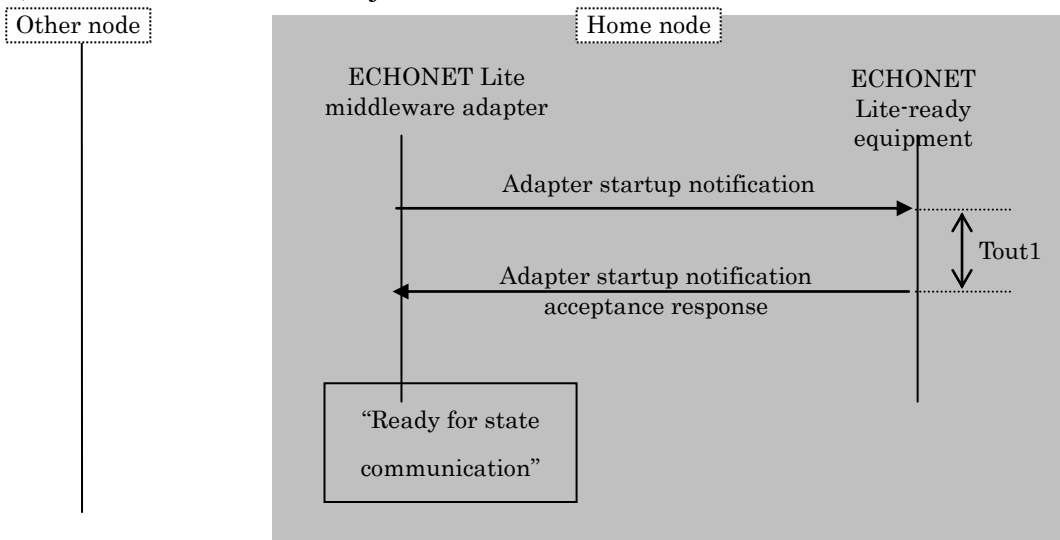 Other node
Home node
ECHONET Lite
middleware adapter
ECHONET
Lite-ready
equipment
Adapter startup notification
Tout1
Adapter startup notification
acceptance response
“Ready for state
communication”